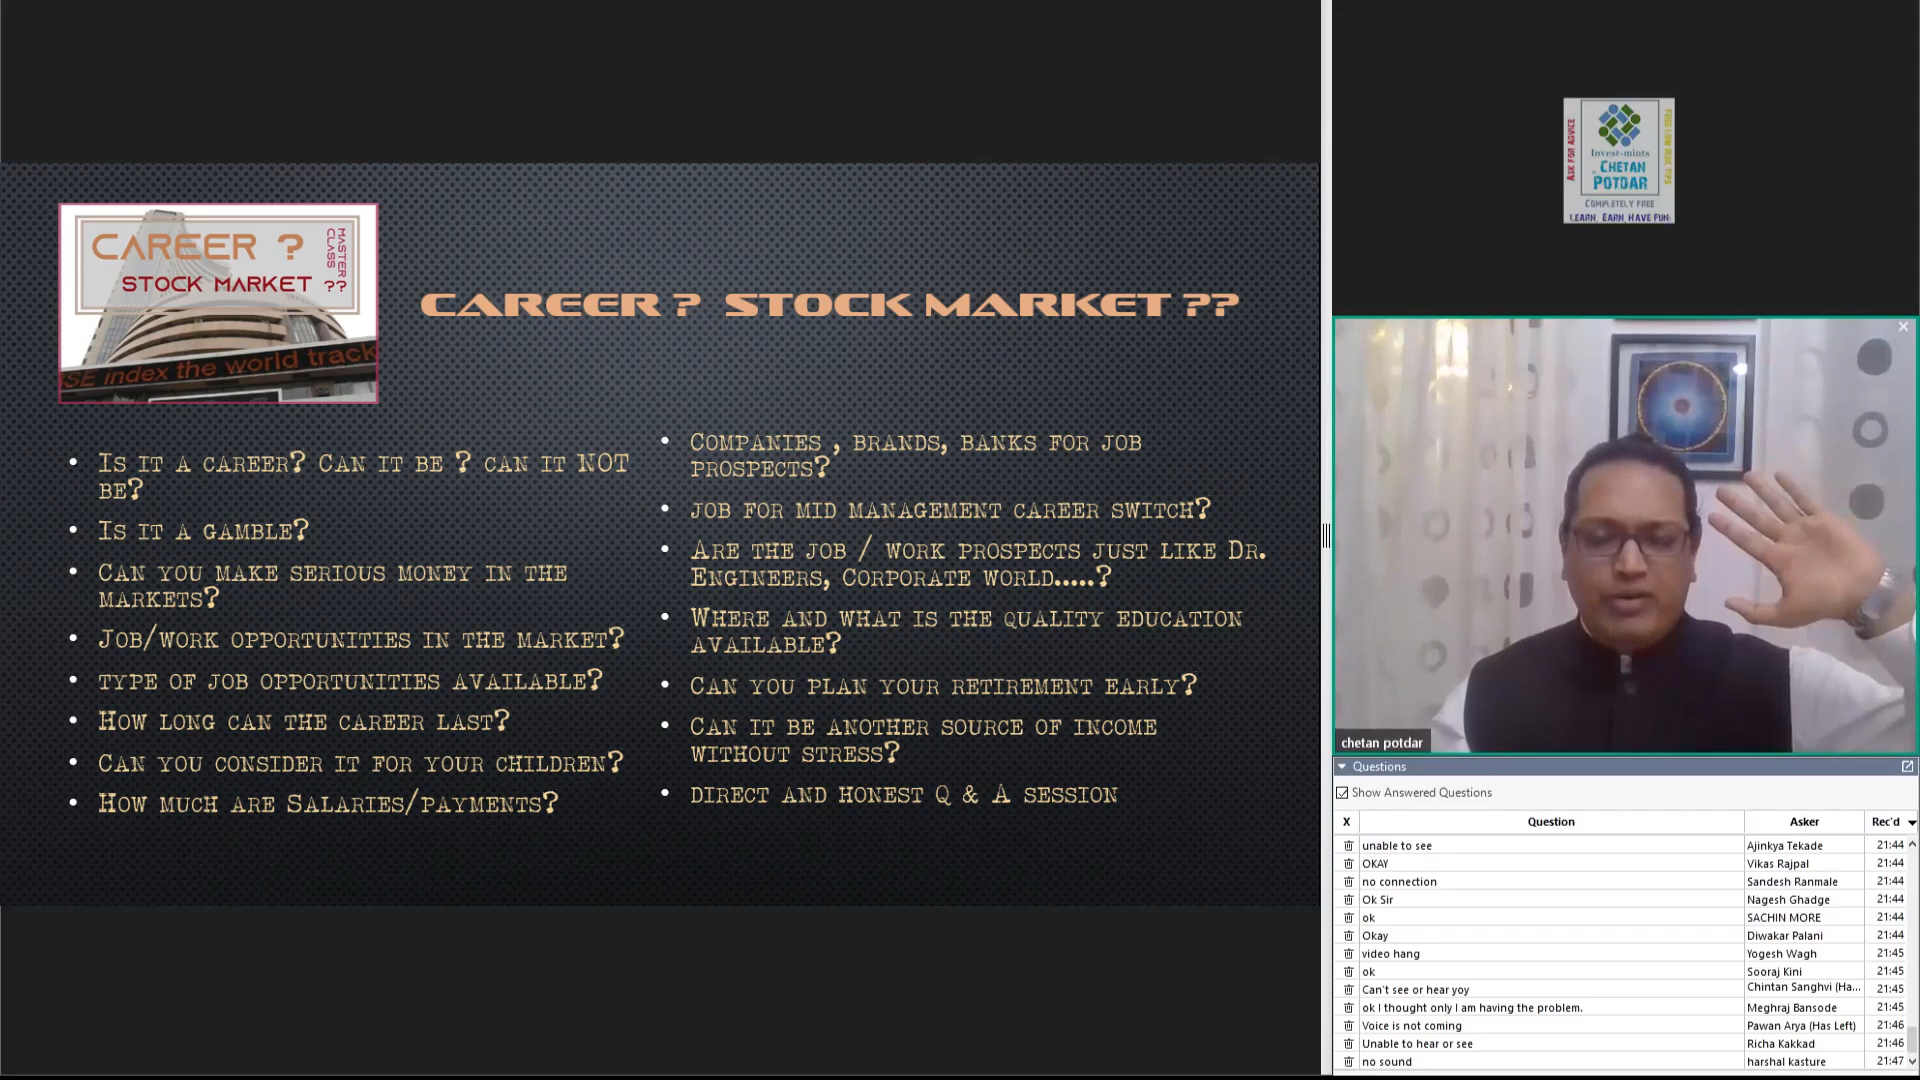 CAREER ?
STOCK MARKET ??
MASTER
CLASS
SE index the world track
CAREER ? STOCK MARKET ??
Is it a career? Can it be ? can it NOT
be?
Is it a gamble?
Can you make serious money in the
markets?
Job/work opportunities in the market?
type of job opportunities available?
How long can the career last?
Can you consider it for your children?
How much are Salaries/payments?
Companies , brands, banks for job
prospects?
job for mid management career switch?
Are the job / work prospects just like Dr.
Engineers, Corporate world.....?
Where and what is the quality education
available?
Can you plan your retirement early?
Can it be another source of income
without stress?
direct and honest Q & A session
ASK FOR ADVICE
Invest-mints
CHETAN
POTDAR
COMPLETELY FREE
LEARN, EARN HAVE FUN
chetan potdar
Questions
Show Answered Questions
X Question Asker Rec'd
unable to see Ajinkya Tekade 21:44
OKAY Vikas Rajpal 21:44
no connection Sandesh Ranmale 21:44
Ok Sir Nagesh Ghadge 21:44
ok SACHIN MORE 21:44
Okay Diwakar Palani 21:44
video hang Yogesh Wagh 21:45
ok Sooraj Kini 21:45
Can't see or hear yoy Chintan Sanghvi (Ha... 21:45
ok I thought only I am having the problem. Meghraj Bansode 21:45
Voice is not coming Pawan Arya (Has Left) 21:46
Unable to hear or see Richa Kakkad 21:46
no sound harshal kasture 21:47